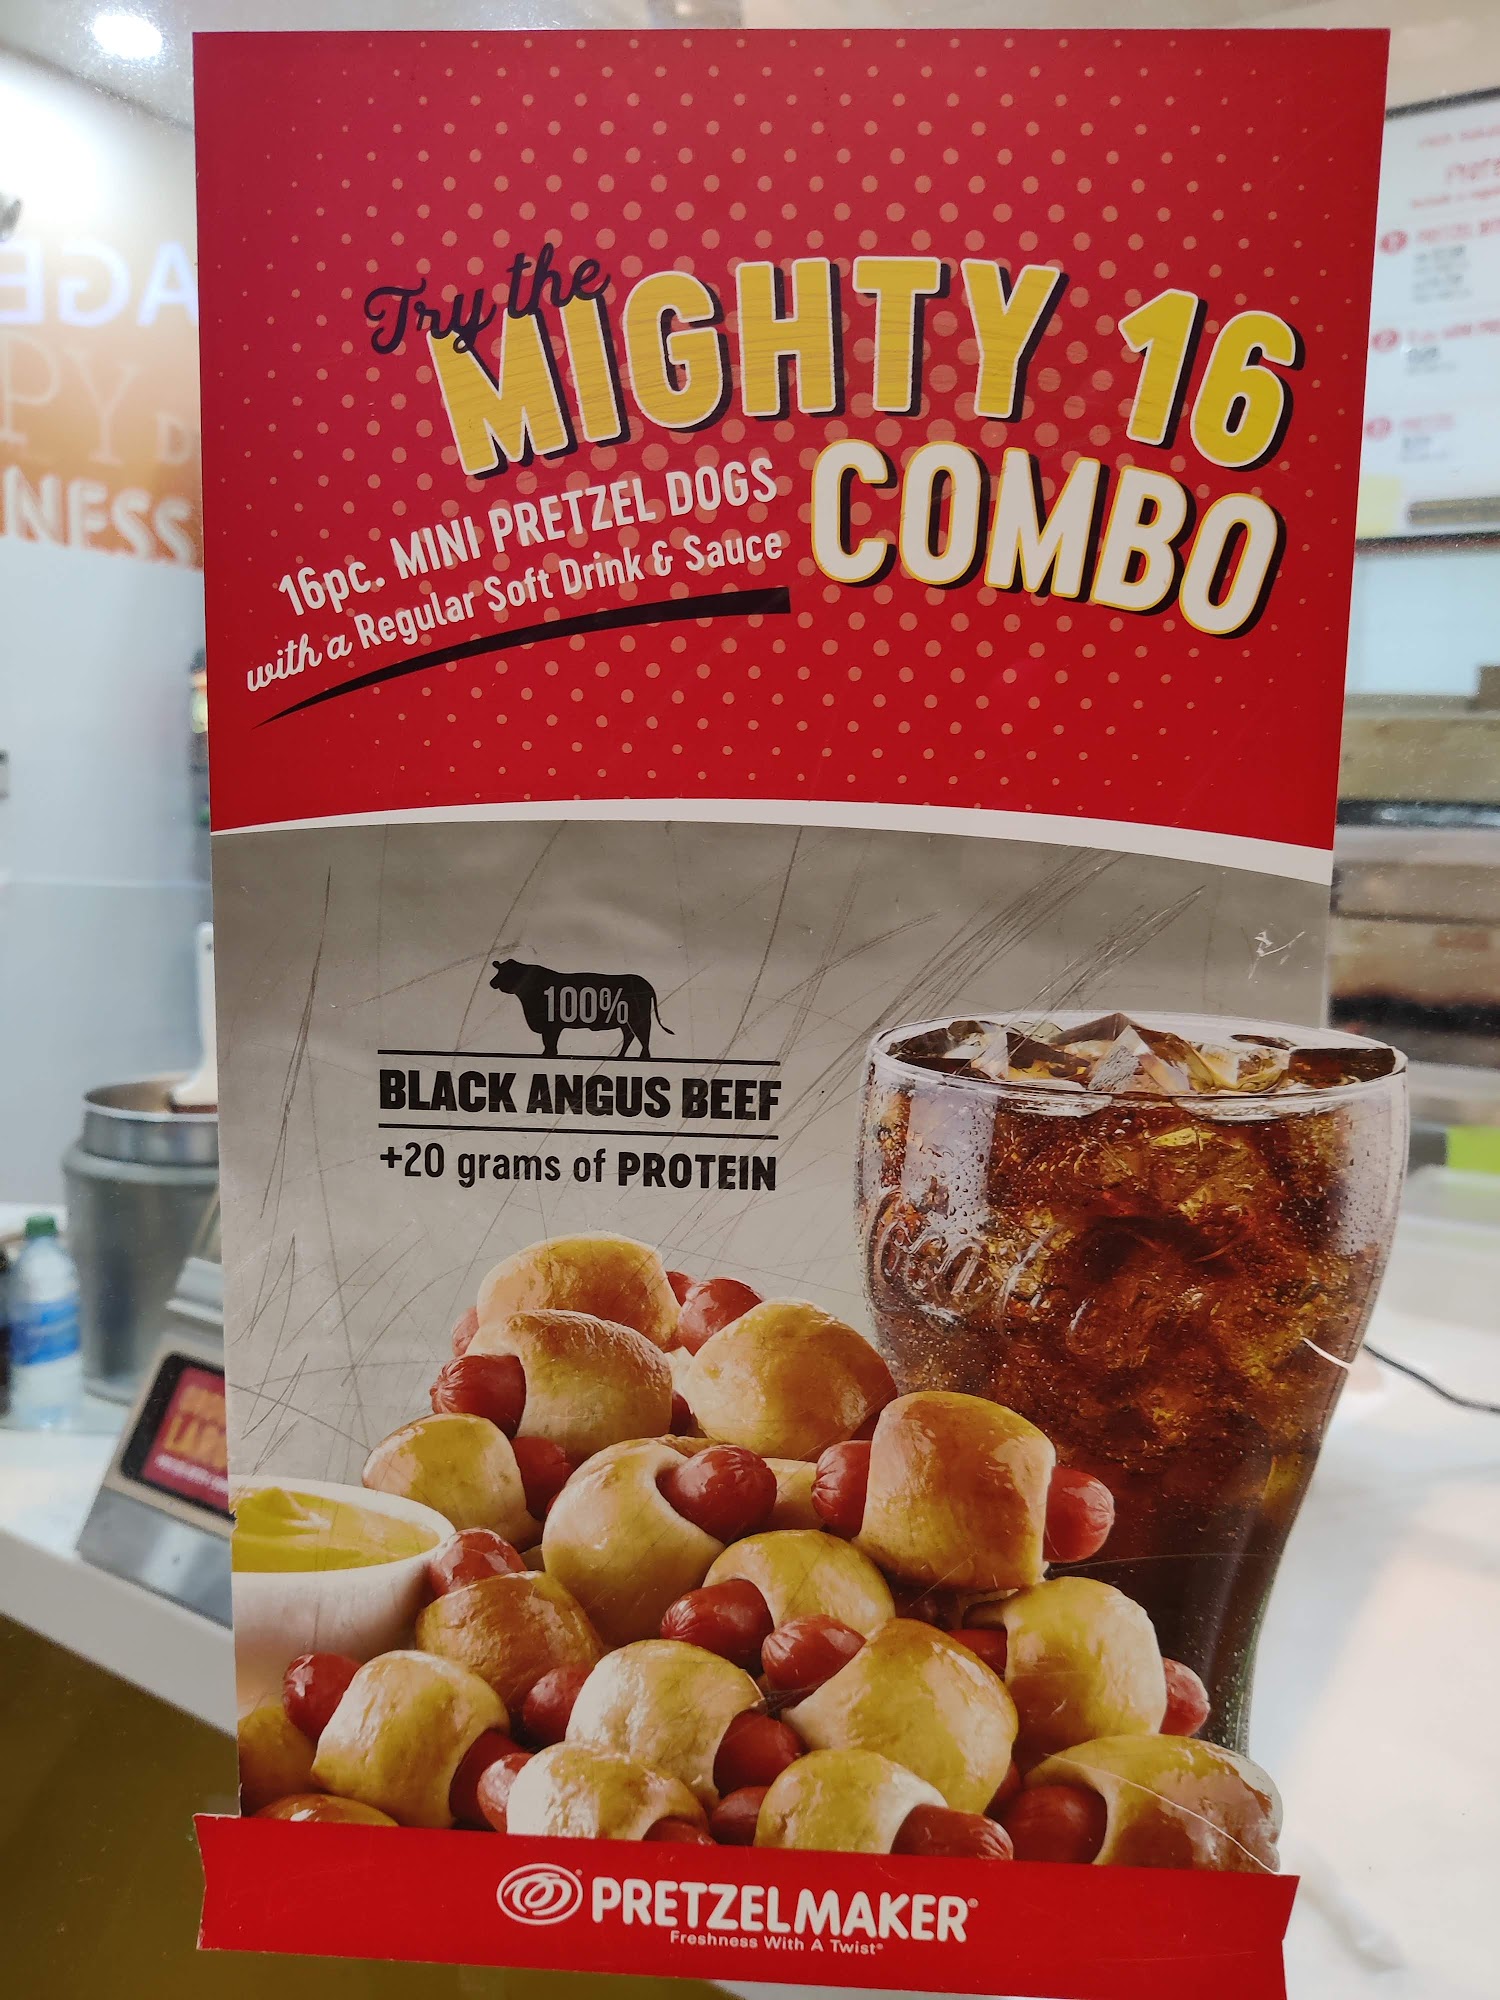 Try the
MIGHTY 16
COMBO
16pc. MINI PRETZEL DOGS
with a Regular Soft Drink & Sauce
100%
BLACK ANGUS BEEF
+20 grams of PROTEIN
PRETZELMAKER®
Freshness With A Twist®
NESS